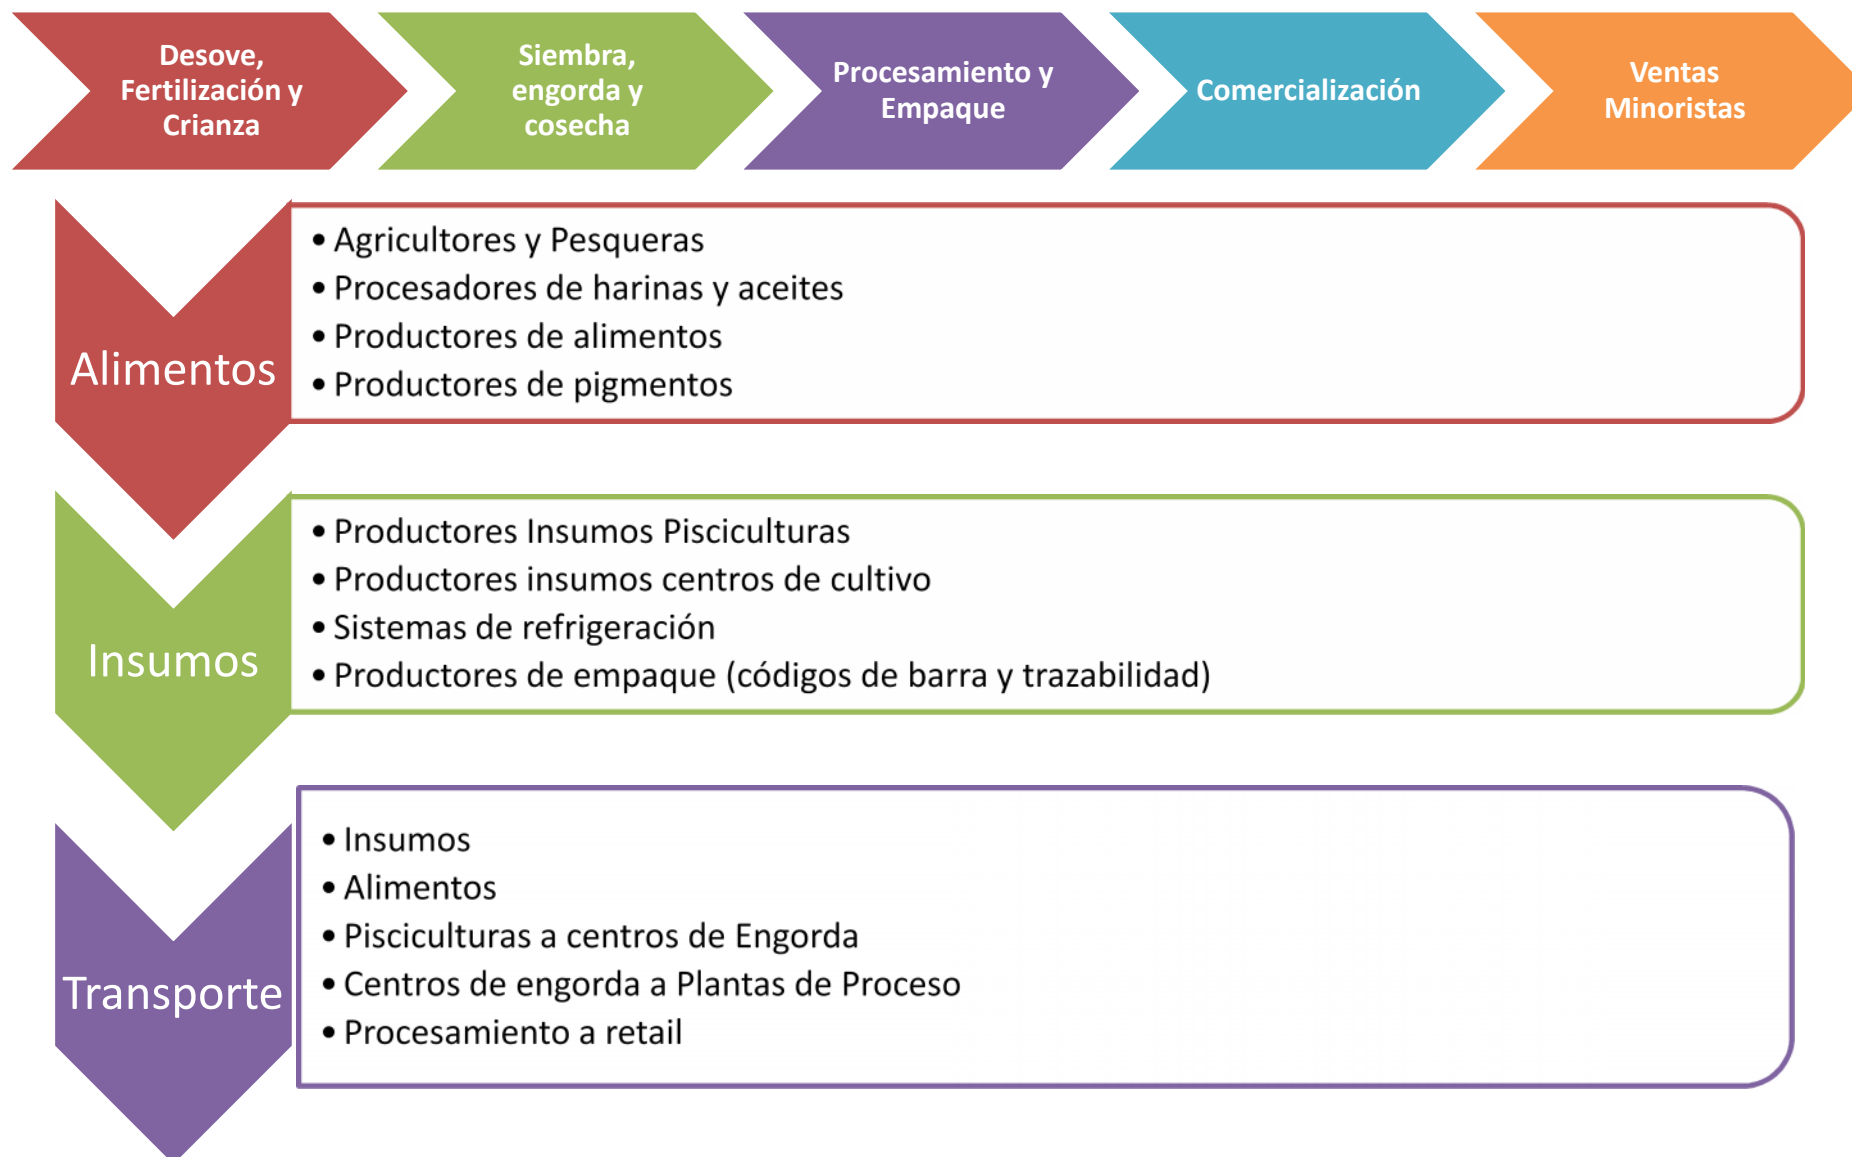 Desove,
Fertilización y
Crianza
Siembra,
engorda y
cosecha
Procesamiento y
Empaque
Comercialización
Ventas
Minoristas
Alimentos
• Agricultores y Pesqueras
• Procesadores de harinas y aceites
• Productores de alimentos
• Productores de pigmentos
Insumos
• Productores Insumos Pisciculturas
• Productores insumos centros de cultivo
• Sistemas de refrigeración
• Productores de empaque (códigos de barra y trazabilidad)
Transporte
• Insumos
• Alimentos
• Pisciculturas a centros de Engorda
• Centros de engorda a Plantas de Proceso
• Procesamiento a retail